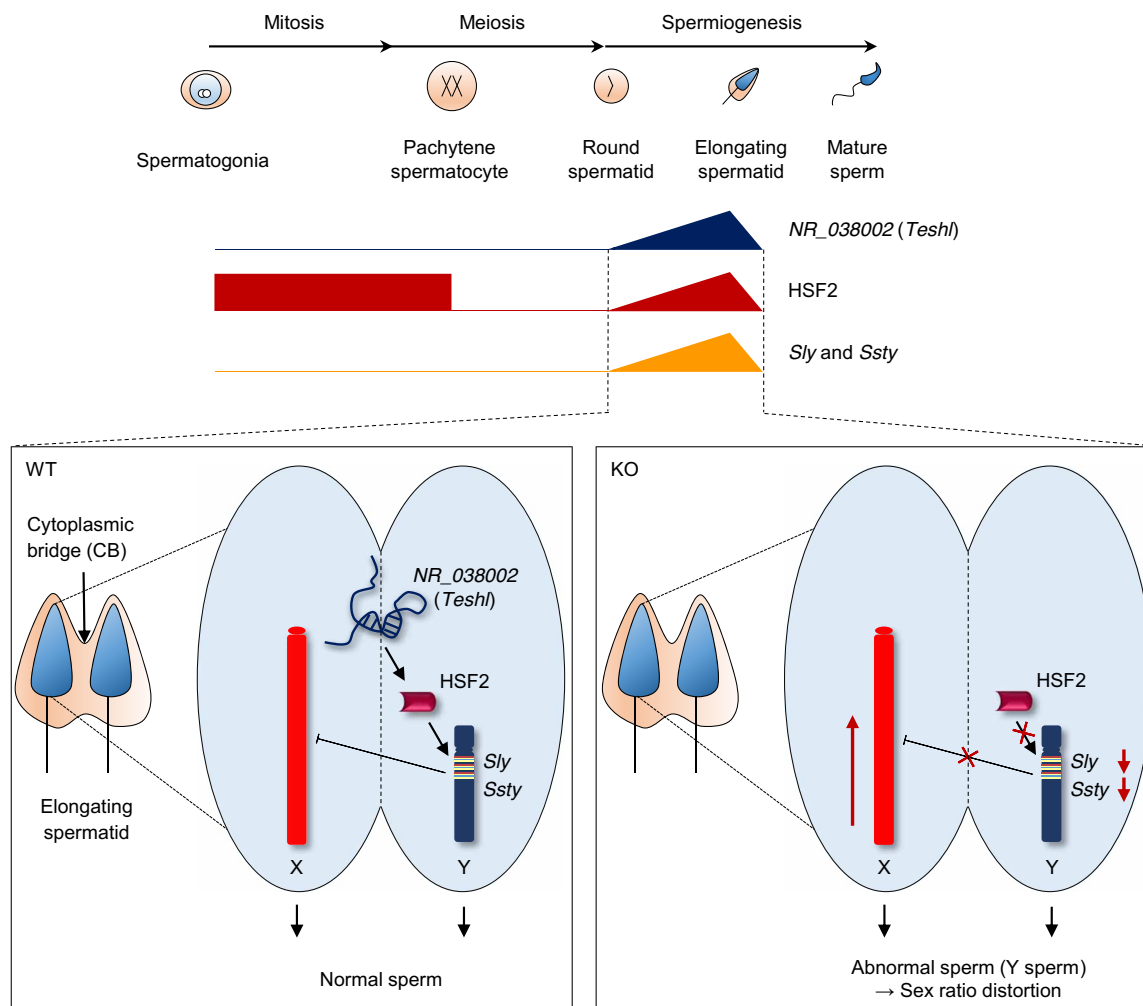 Mitosis
Meiosis
Spermiogenesis
Spermatogonia
Pachytene
spermatocyte
Round
spermatid
Elongating
spermatid
Mature
sperm
NR_038002 (Teshl)
HSF2
Sly and Ssty
WT
Cytoplasmic
bridge (CB)
NR_038002
(Teshl)
HSF2
Sly
Ssty
Elongating
spermatid
X
Y
Normal sperm
KO
HSF2
Sly
Ssty
X
Y
Abnormal sperm (Y sperm)
→ Sex ratio distortion